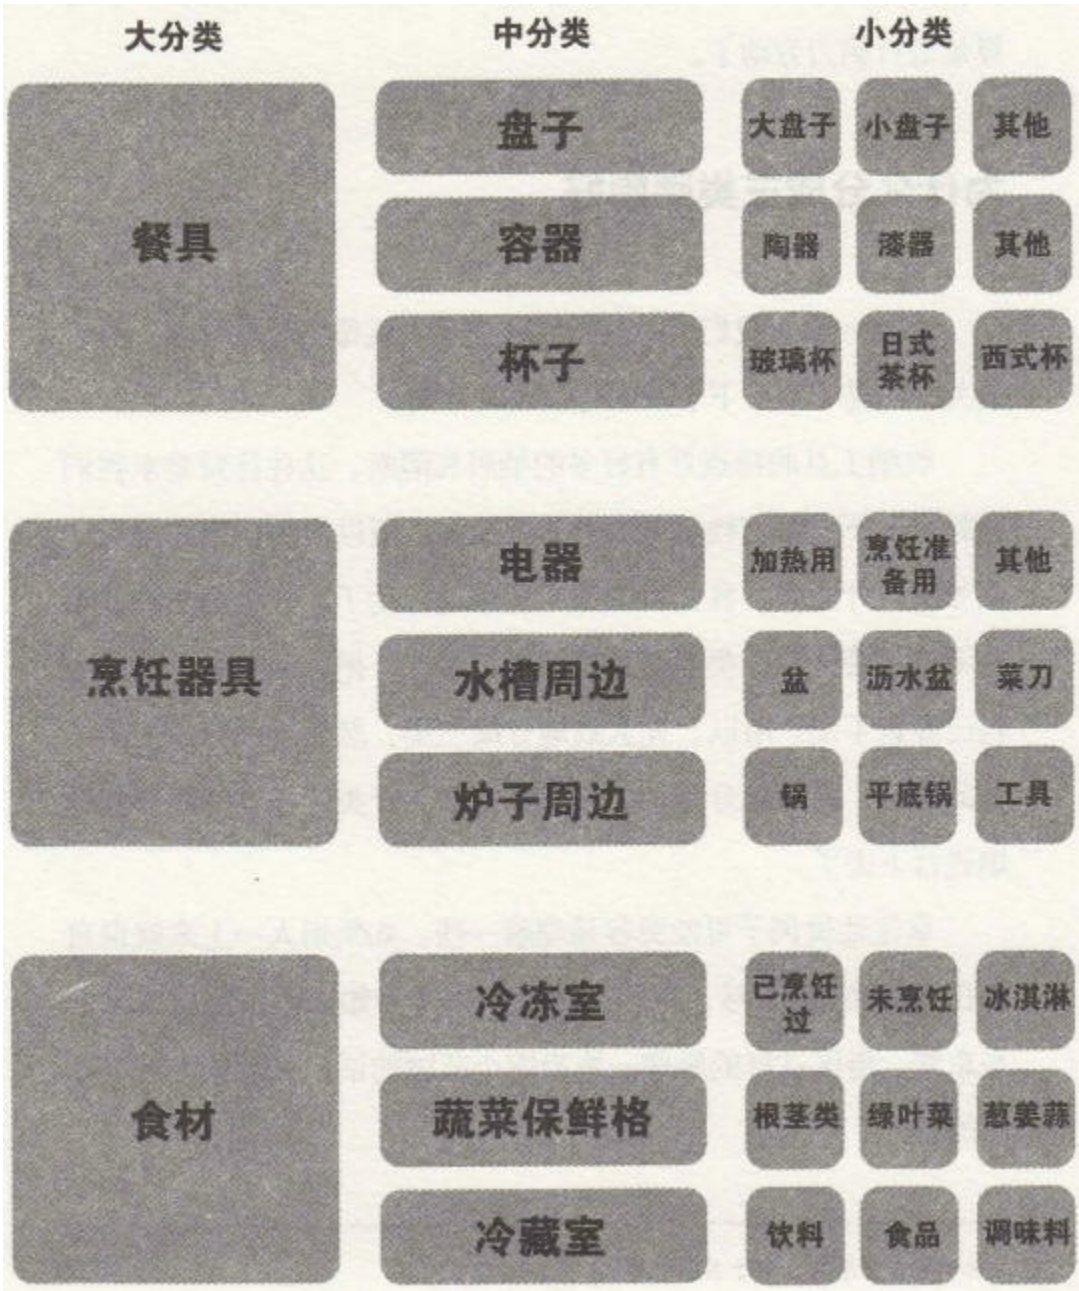 大分类 中分类 小分类
餐具
盘子 大盘子 小盘子 其他
容器 陶器 漆器 其他
杯子 玻璃杯 日式
茶杯 西式杯
烹饪器具
电器 加热用 烹饪准
备用 其他
水槽周边 盆 沥水盆 菜刀
炉子周边 锅 平底锅 工具
食材
冷冻室 已烹饪
过 未烹饪 冰淇淋
蔬菜保鲜格 根茎类 绿叶菜 葱姜蒜
冷藏室 饮料 食品 调味料